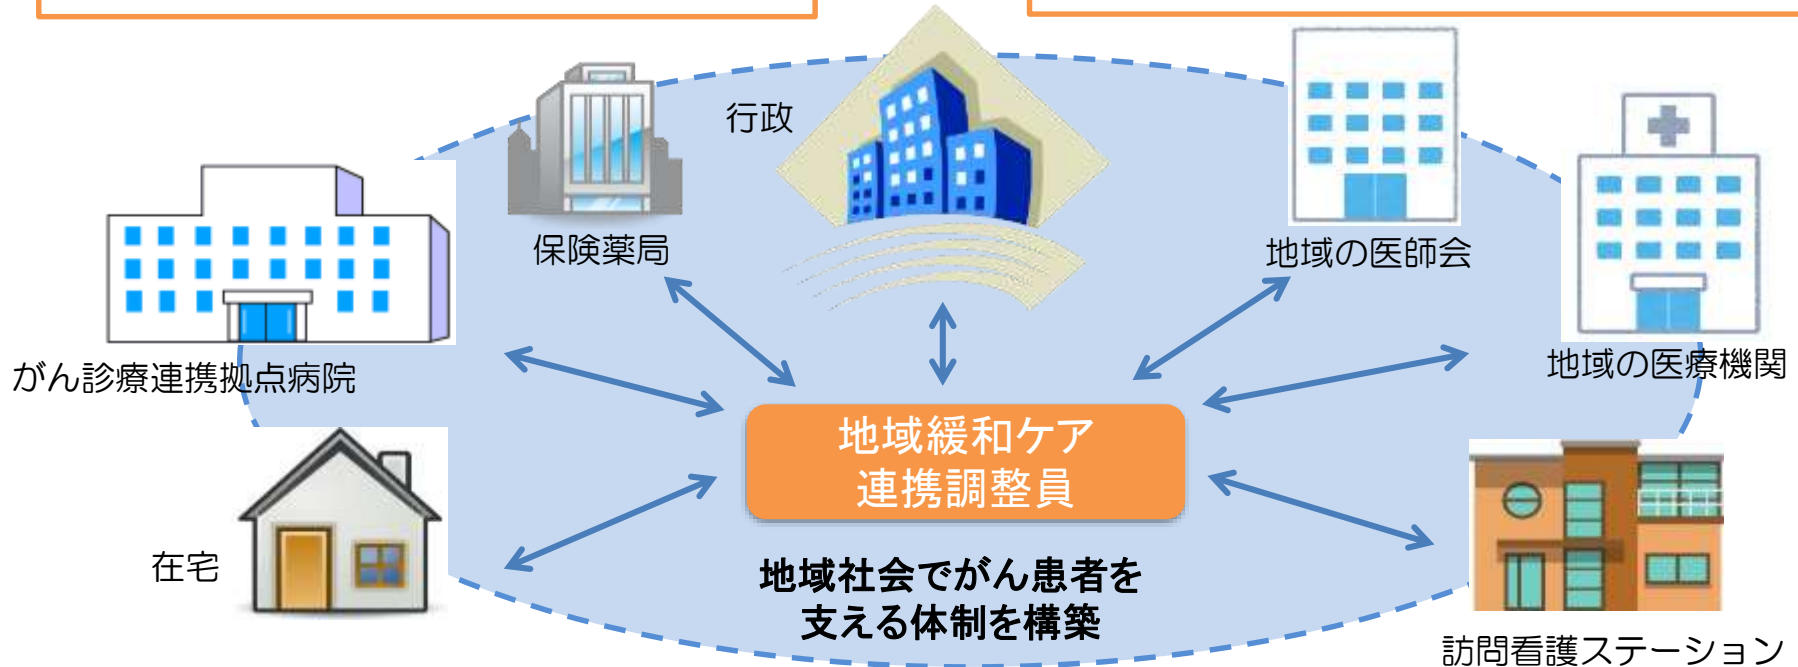 行政
保険薬局
地域の医師会
がん診療連携拠点病院
地域の医療機関
地域緩和ケア
連携調整員
在宅
地域社会でがん患者を
支える体制を構築
訪問看護ステーション